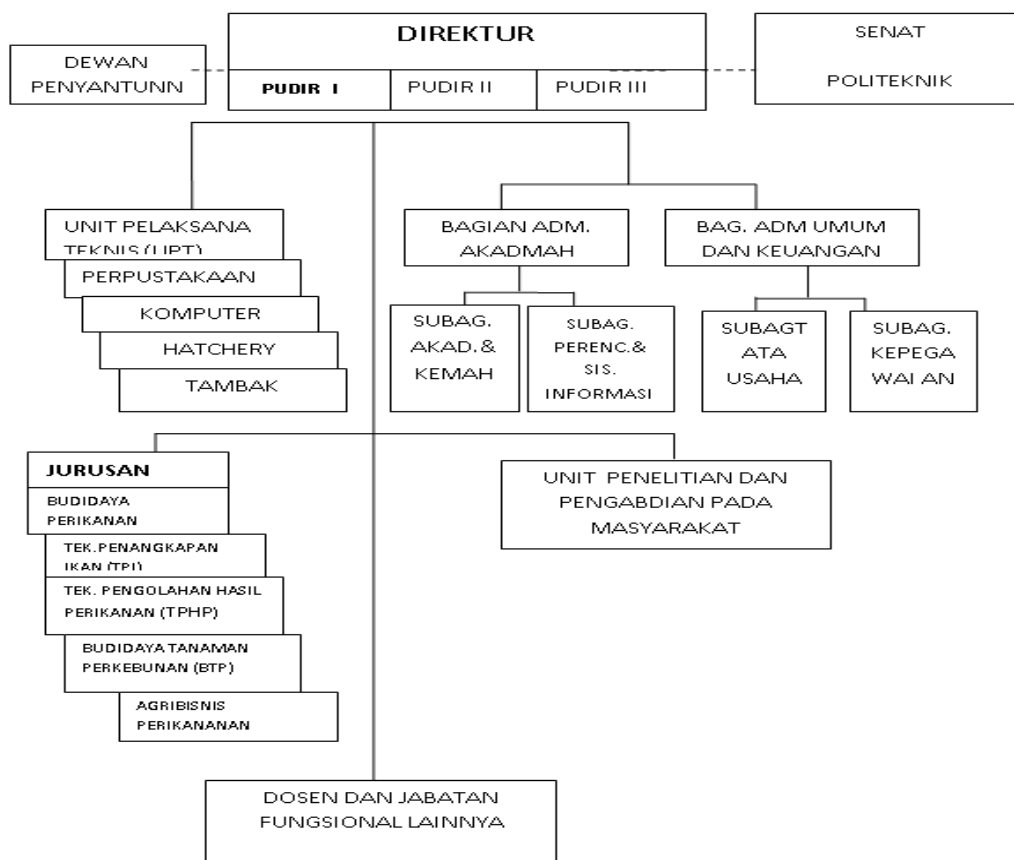 DIREKTUR
PUDIR I
PUDIR II
PUDIR III
DEWAN
PENYANTUNN
SENAT
POLITEKNIK
UNIT PELAKSANA
TEKNIS (UPT)
PERPUSTAKAAN
KOMPUTER
HATCHERY
TAMBAK
BAGIAN ADM.
AKADMAH
BAG. ADM UMUM
DAN KEUANGAN
SUBAG.
AKAD.&
KEMAH
SUBAG.
PERENC.&
SIS.
INFORMASI
SUBAGT
ATA
USAHA
SUBAG.
KEPEGA
WAI AN
JURUSAN
BUDIDAYA
PERIKANAN
TEK.PENANGKAPAN
IKAN (TPI)
TEK. PENGOLAHAN HASIL
PERIKANAN (TPHP)
BUDIDAYA TANAMAN
PERKEBUNAN (BTP)
AGRIBISNIS
PERIKANANAN
UNIT PENELITIAN DAN
PENGABDIAN PADA
MASYARAKAT
DOSEN DAN JABATAN
FUNGSIONAL LAINNYA